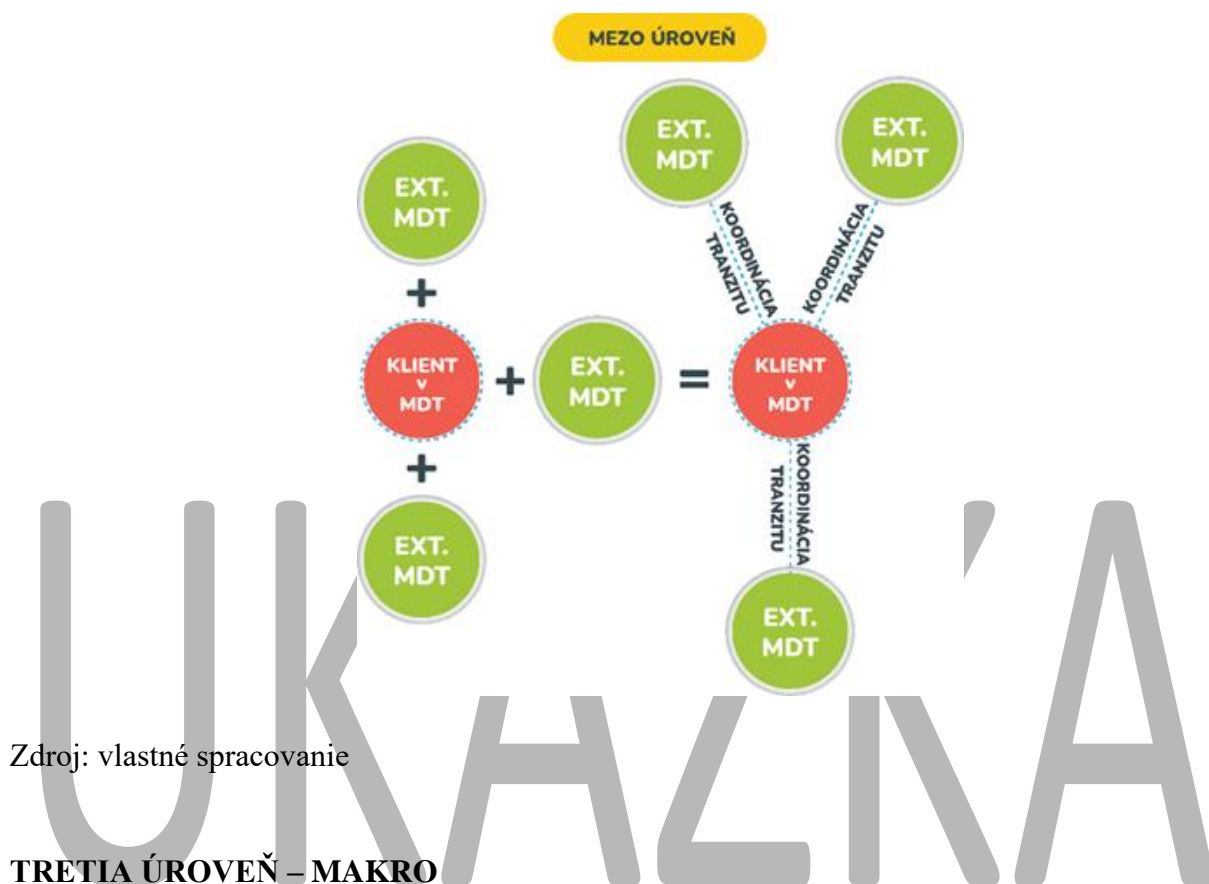 MEZO ÚROVEŇ
EXT.
MDT
+
KLIENT
v
MDT
+
EXT.
MDT
+
EXT.
MDT
=
EXT.
MDT
EXT.
MDT
KOORDINÁCIA
TRANZITU
KOORDINÁCIA
TRANZITU
KLIENT
v
MDT
KOORDINÁCIA
TRANZITU
EXT.
MDT
UKÁŽKA
Zdroj: vlastné spracovanie
TRETIA ÚROVEŇ – MAKRO